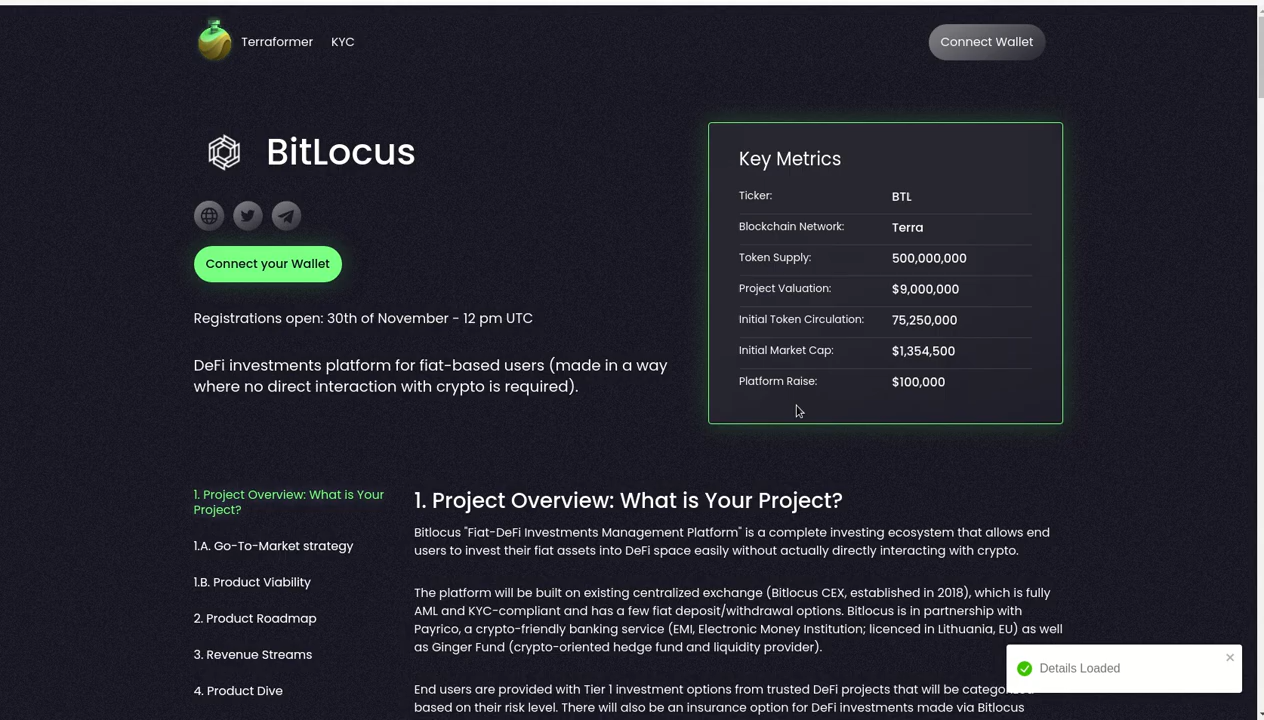 Terraformer KYC Connect Wallet
BitLocus
Connect your Wallet
Registrations open: 30th of November - 12 pm UTC
DeFi investments platform for fiat-based users (made in a way
where no direct interaction with crypto is required).
Key Metrics
Ticker: BTL
Blockchain Network: Terra
Token Supply: 500,000,000
Project Valuation: $9,000,000
Initial Token Circulation: 75,250,000
Initial Market Cap: $1,354,500
Platform Raise: $100,000
1. Project Overview: What is Your
Project?
1.A. Go-To-Market strategy
1.B. Product Viability
2. Product Roadmap
3. Revenue Streams
4. Product Dive
1. Project Overview: What is Your Project?
Bitlocus "Fiat-DeFi Investments Management Platform" is a complete investing ecosystem that allows end
users to invest their fiat assets into DeFi space easily without actually directly interacting with crypto.
The platform will be built on existing centralized exchange (Bitlocus CEX, established in 2018), which is fully
AML and KYC-compliant and has a few fiat deposit/withdrawal options. Bitlocus is in partnership with
Payrico, a crypto-friendly banking service (EMI, Electronic Money Institution; licenced in Lithuania, EU) as well
as Ginger Fund (crypto-oriented hedge fund and liquidity provider).
End users are provided with Tier 1 investment options from trusted DeFi projects that will be
based on their risk level. There will also be an insurance option for DeFi investments made via Bitlocus
Details Loaded